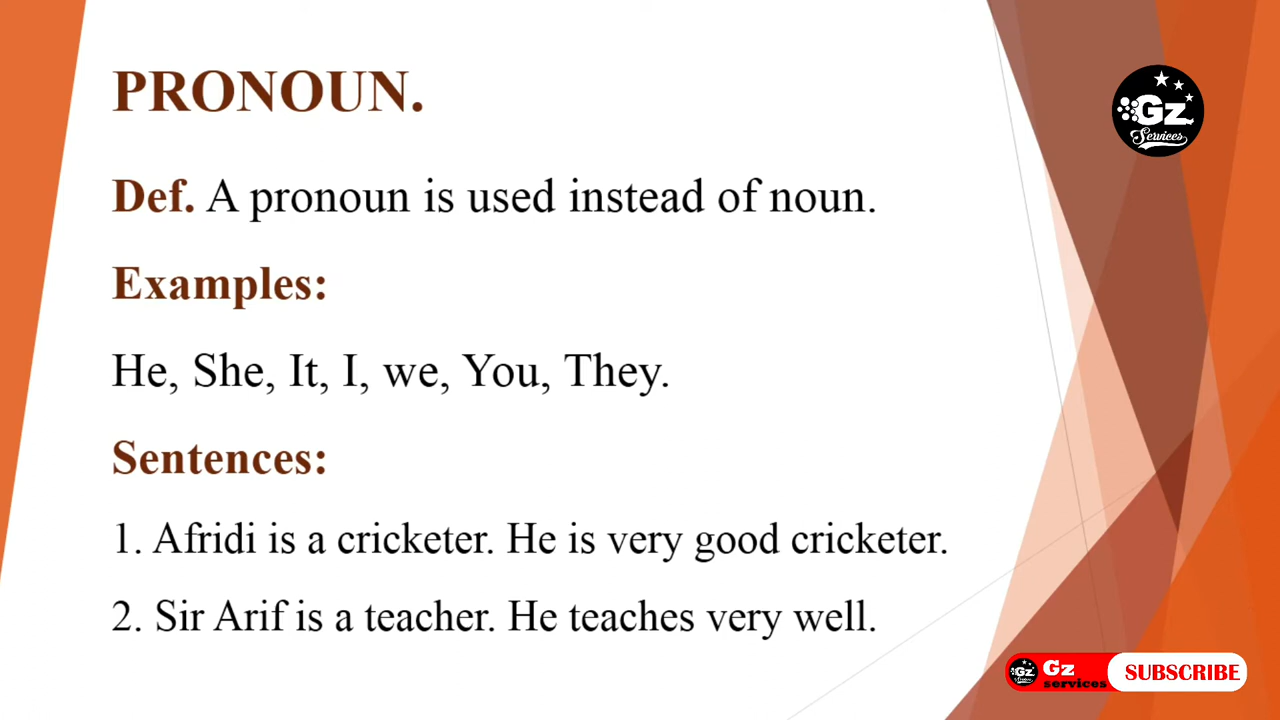 PRONOUN.
Gz
Services
Def. A pronoun is used instead of noun.
Examples:
He, She, It, I, we, You, They.
Sentences:
1. Afridi is a cricketer. He is very good cricketer.
2. Sir Arif is a teacher. He teaches very well.
Gz
Gz
services
SUBSCRIBE